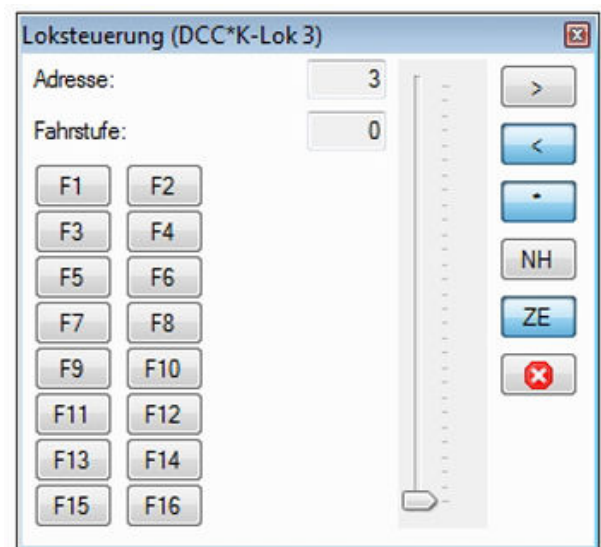 Loksteuerung (DCC*K-Lok 3)
Adresse: 3 >
Fahrstufe: 0 <
F1 F2 *
F3 F4
F5 F6 NH
F7 F8 ZE
F9 F10
F11 F12
F13 F14
F15 F16